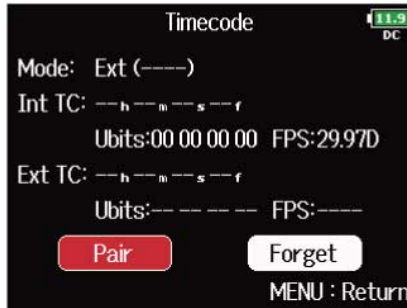 Timecode
11.9
DC
Mode: Ext (----)
Int TC: --h--m--s--f
Ubits:00 00 00 00 FPS:29.97D
Ext TC: --h--m--s--f
Ubits:-- -- -- -- FPS:----
Pair Forget
MENU : Return